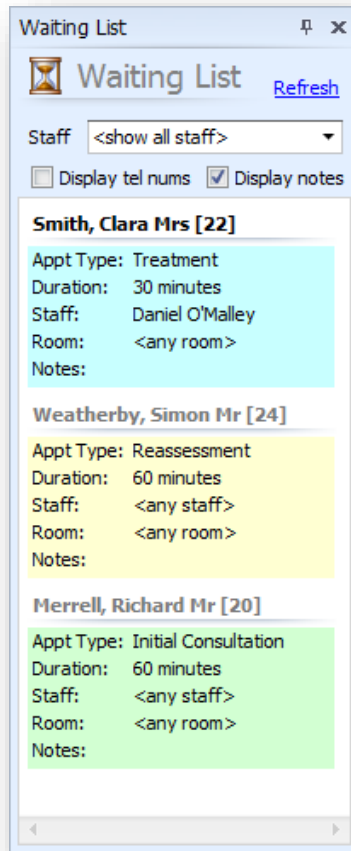 Waiting List
Waiting List
Refresh
Staff <show all staff>
Display tel nums Display notes
Smith, Clara Mrs [22]
Appt Type: Treatment
Duration: 30 minutes
Staff: Daniel O'Malley
Room: <any room>
Notes:
Weatherby, Simon Mr [24]
Appt Type: Reassessment
Duration: 60 minutes
Staff: <any staff>
Room: <any room>
Notes:
Merrell, Richard Mr [20]
Appt Type: Initial Consultation
Duration: 60 minutes
Staff: <any staff>
Room: <any room>
Notes: